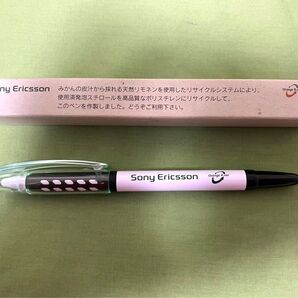 Sony Ericsson
みかんの皮汁から採れる天然リモネンを使用したリサイクルシステムにより、
使用済発泡スチロールを高品質なポリスチレンにリサイクルして、
このペンを作製しました。どうぞご利用下さい。
Sony Ericsson